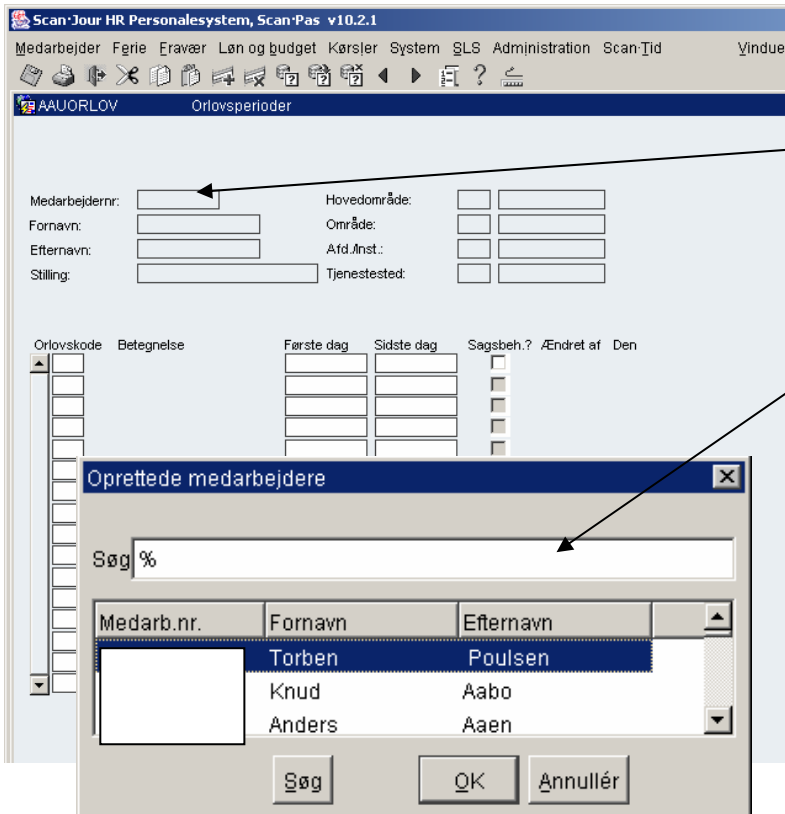 Scan·Jour HR Personalesystem, Scan·Pas v10.2.1
Medarbejder Ferie Fravær Løn og budget Kørsler System SLS Administration Scan·Tid Vindue
AAUORLOV Orlovsperioder
Medarbejdernr: Hovedområde:
Fornavn: Område:
Efternavn: Afd./Inst.:
Stilling: Tjenestested:
Orlovskode Betegnelse Første dag Sidste dag Sagsbeh.? Ændret af Den
Oprettede medarbejdere
Søg %
Medarb.nr. Fornavn Efternavn
Torben Poulsen
Knud Aabo
Anders Aaen
Søg OK Annullér